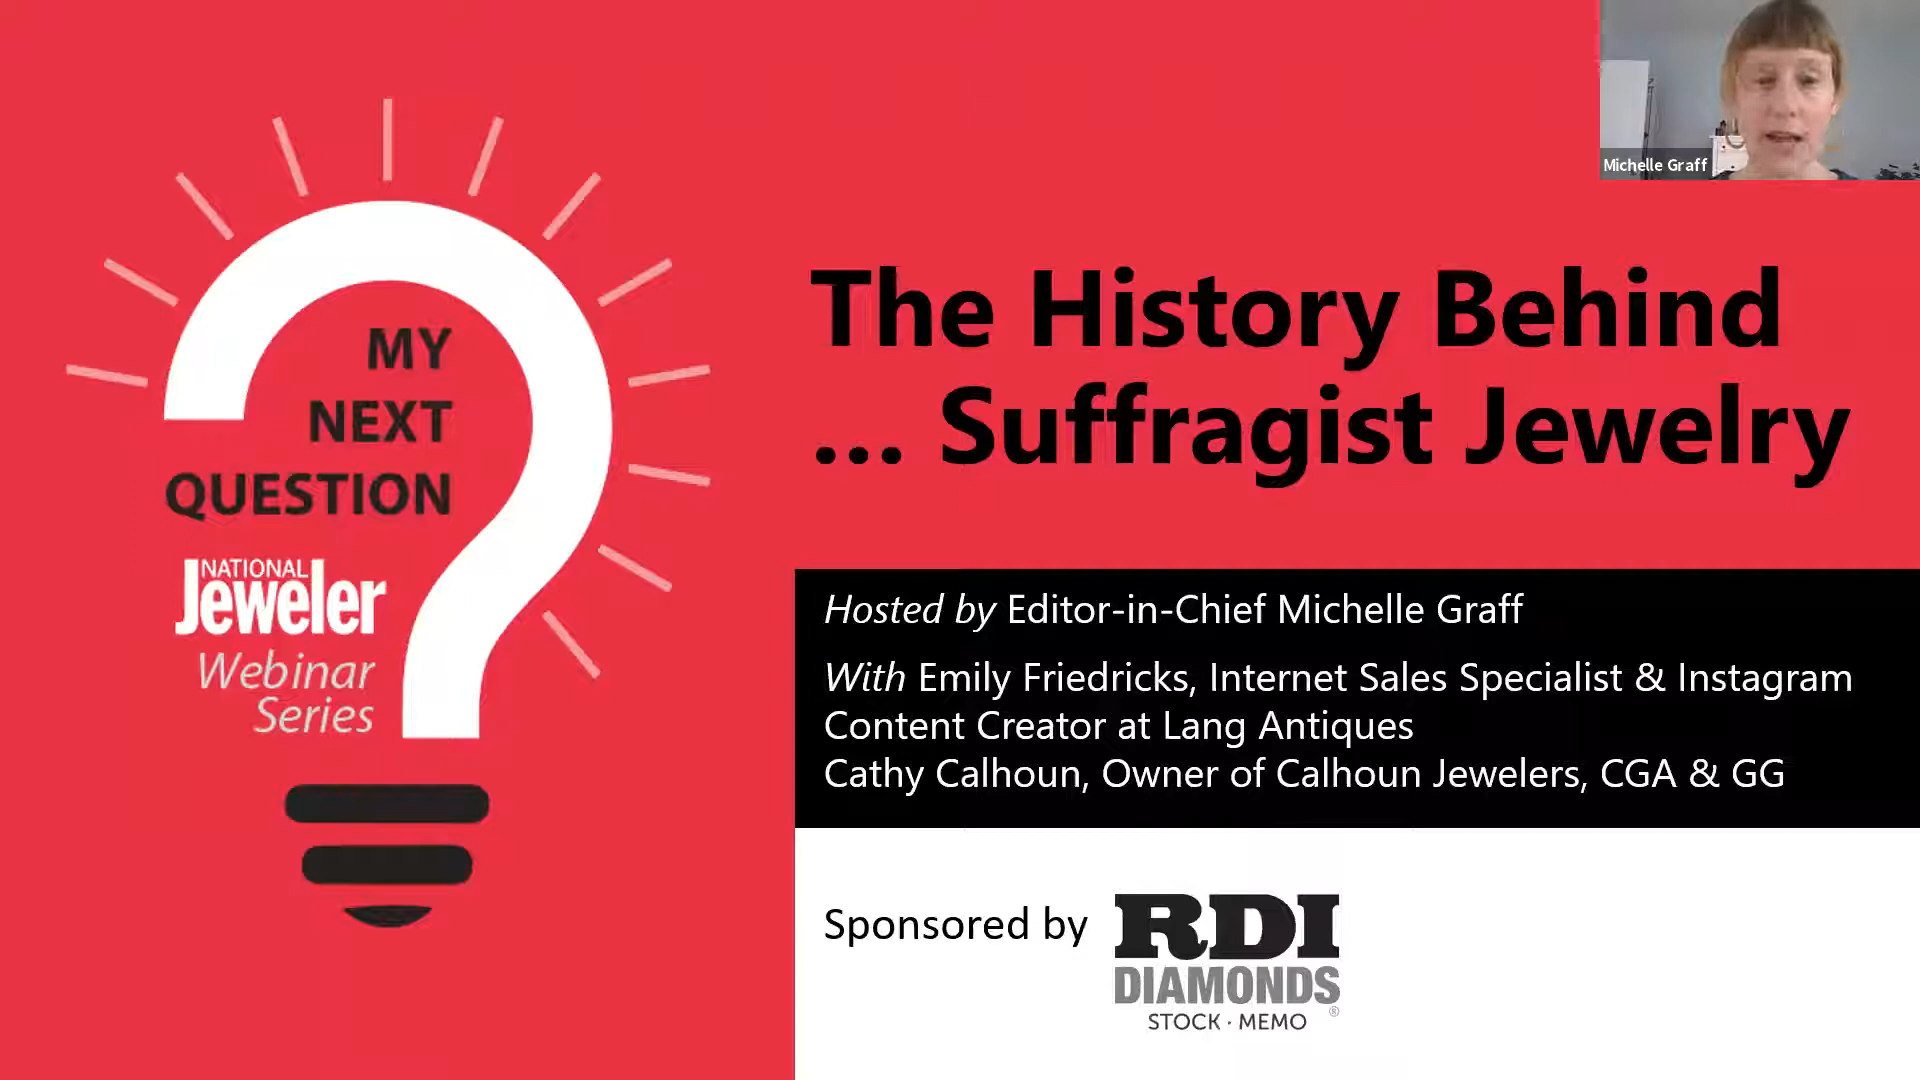 Michelle Graff
MY
NEXT
QUESTION
NATIONAL
Jeweler
Webinar
Series
The History Behind
... Suffragist Jewelry
Hosted by Editor-in-Chief Michelle Graff
With Emily Friedricks, Internet Sales Specialist & Instagram
Content Creator at Lang Antiques
Cathy Calhoun, Owner of Calhoun Jewelers, CGA & GG
Sponsored by
RDI
DIAMONDS
®
STOCK · MEMO